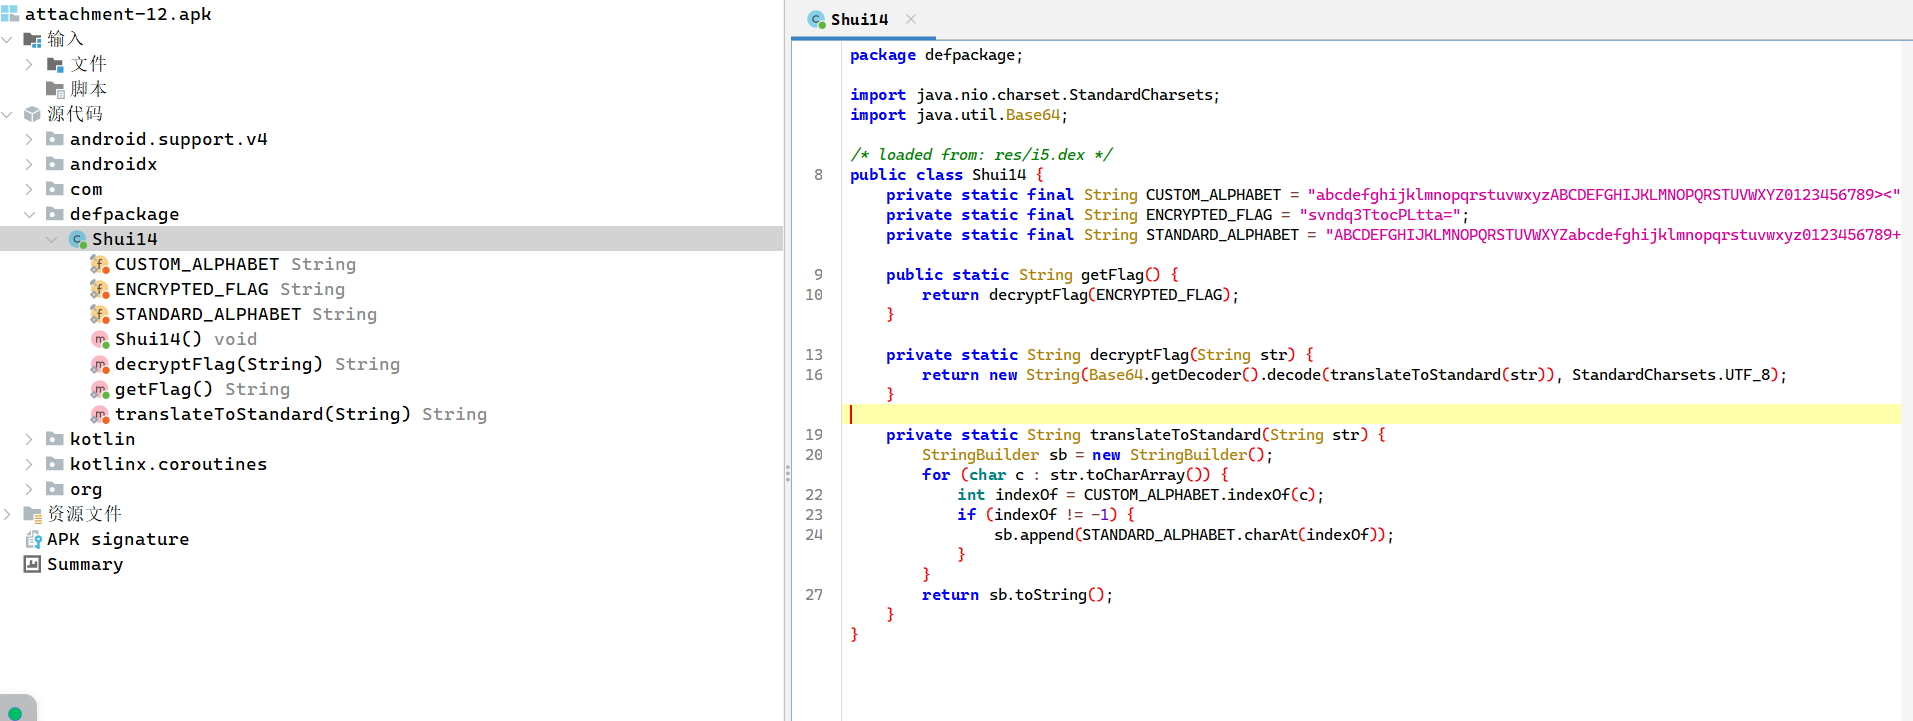 attachment-12.apk
输入
文件
脚本
源代码
android.support.v4
androidx
com
defpackage
Shui14
CUSTOM_ALPHABET String
ENCRYPTED_FLAG String
STANDARD_ALPHABET String
Shui14() void
decryptFlag(String) String
getFlag() String
translateToStandard(String) String
kotlin
kotlinx.coroutines
org
资源文件
APK signature
Summary
Shui14
package defpackage;
import java.nio.charset.StandardCharsets;
import java.util.Base64;
/* loaded from: res/i5.dex */
8 public class Shui14 {
private static final String CUSTOM_ALPHABET = "abcdefghijklmnopqrstuvwxyzABCDEFGHIJKLMNOPQRSTUVWXYZ0123456789><"
private static final String ENCRYPTED_FLAG = "svndq3TtocPLtta=";
private static final String STANDARD_ALPHABET = "ABCDEFGHIJKLMNOPQRSTUVWXYZabcdefghijklmnopqrstuvwxyz0123456789+
9 public static String getFlag() {
10 return decryptFlag(ENCRYPTED_FLAG);
}
13 private static String decryptFlag(String str) {
16 return new String(Base64.getDecoder().decode(translateToStandard(str)), StandardCharsets.UTF_8);
}
19 private static String translateToStandard(String str) {
20 StringBuilder sb = new StringBuilder();
for (char c : str.toCharArray()) {
22 int indexOf = CUSTOM_ALPHABET.indexOf(c);
23 if (indexOf != -1) {
24 sb.append(STANDARD_ALPHABET.charAt(indexOf));
}
}
27 return sb.toString();
}
}